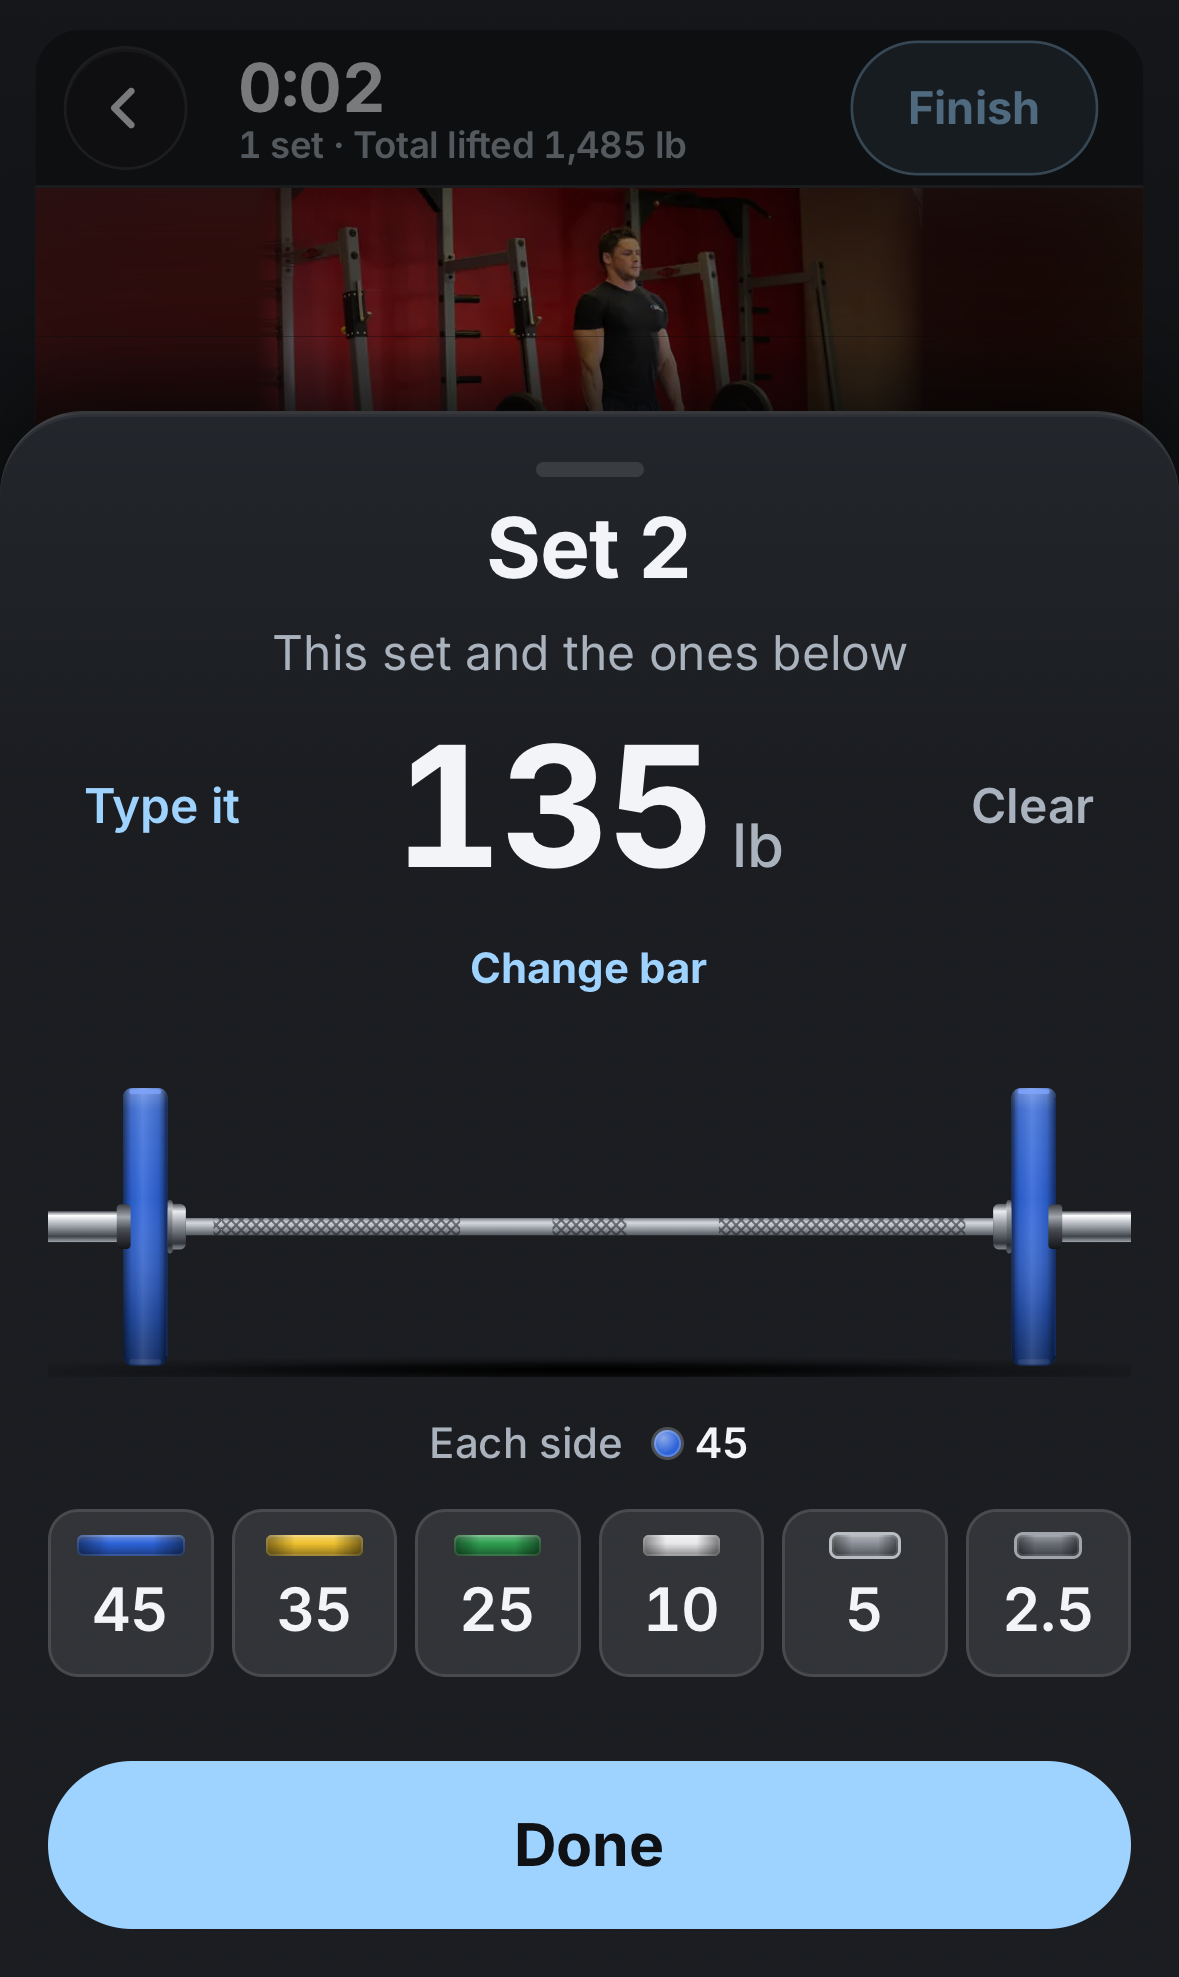 0:02
Finish
1 set · Total lifted 1,485 lb
Set 2
This set and the ones below
Type it
135 lb
Clear
Change bar
Each side 45
45 35 25 10 5 2.5
Done